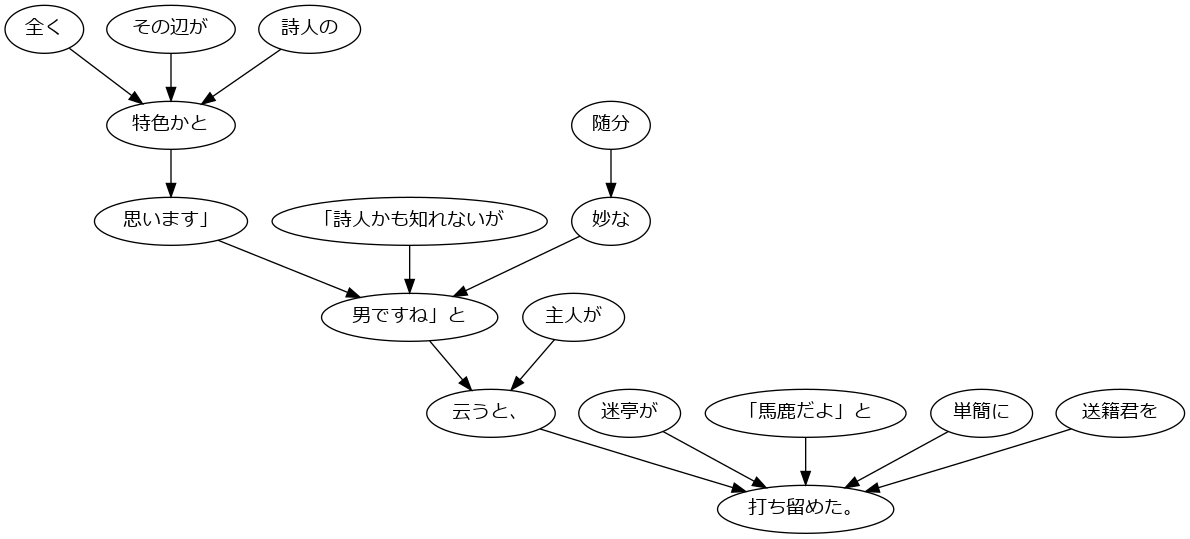 全く
その辺が
詩人の
特色かと
随分
思います」
「詩人かも知れないが
妙な
男ですね」と
主人が
云うと、
迷亭が
「馬鹿だよ」と
単簡に
送籍君を
打ち留めた。